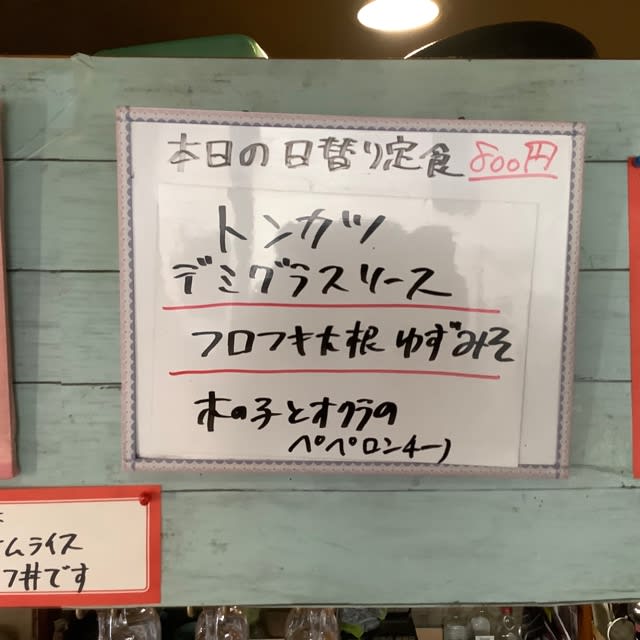 本日の日替り定食 800円
トンカツ
デミグラスソース
フロフキ大根 ゆずみそ
木の子とオクラの
ペペロンチーノ
ムライス
フ丼です